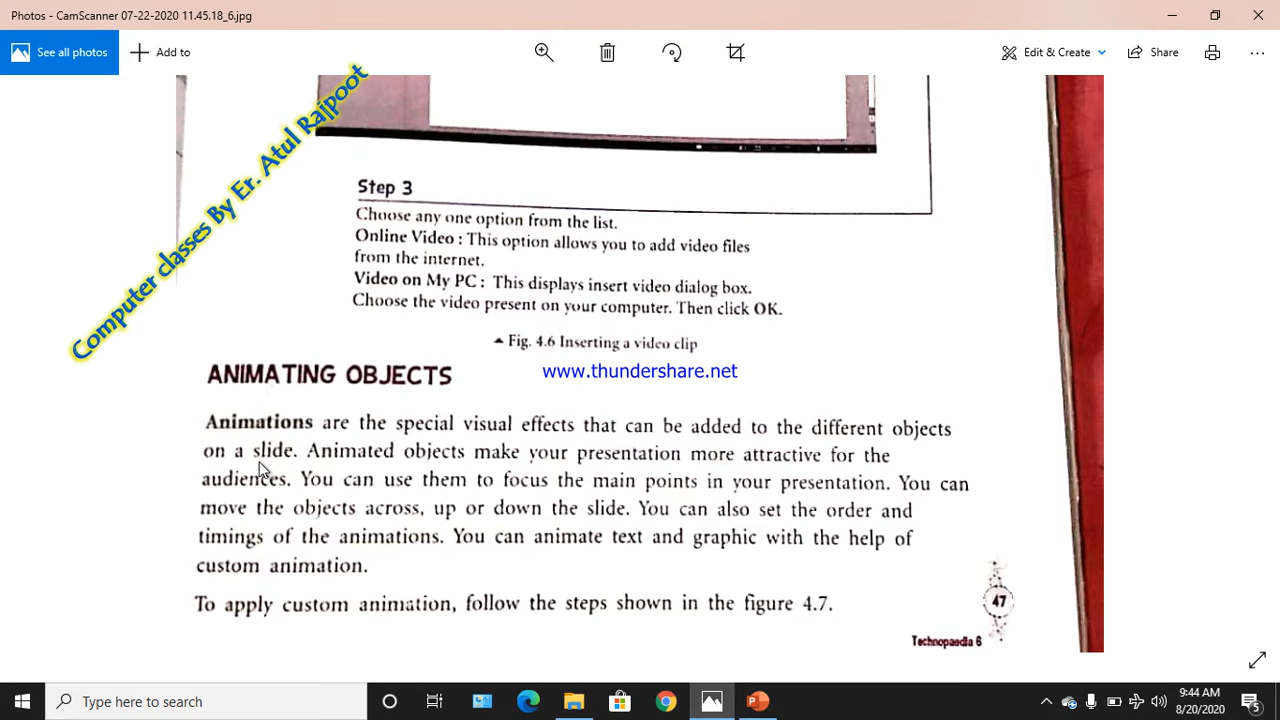 Photos - CamScanner 07-22-2020 11.45.18_6.jpg
See all photos
Add to
Edit & Create
Share
Computer classes By Er. Atul Rajpoot
Step 3
Choose any one option from the list.
Online Video : This option allows you to add video files
from the internet.
Video on My PC : This displays insert video dialog box.
Choose the video present on your computer. Then click OK.
Fig. 4.6 Inserting a video clip
ANIMATING OBJECTS
www.thundershare.net
Animations are the special visual effects that can be added to the different objects
on a slide. Animated objects make your presentation more attractive for the
audiences. You can use them to focus the main points in your presentation. You can
move the objects across, up or down the slide. You can also set the order and
timings of the animations. You can animate text and graphic with the help of
custom animation.
To apply custom animation, follow the steps shown in the figure 4.7.
47
Technopaedia 6
Type here to search
9:44 AM
8/20/2020
5